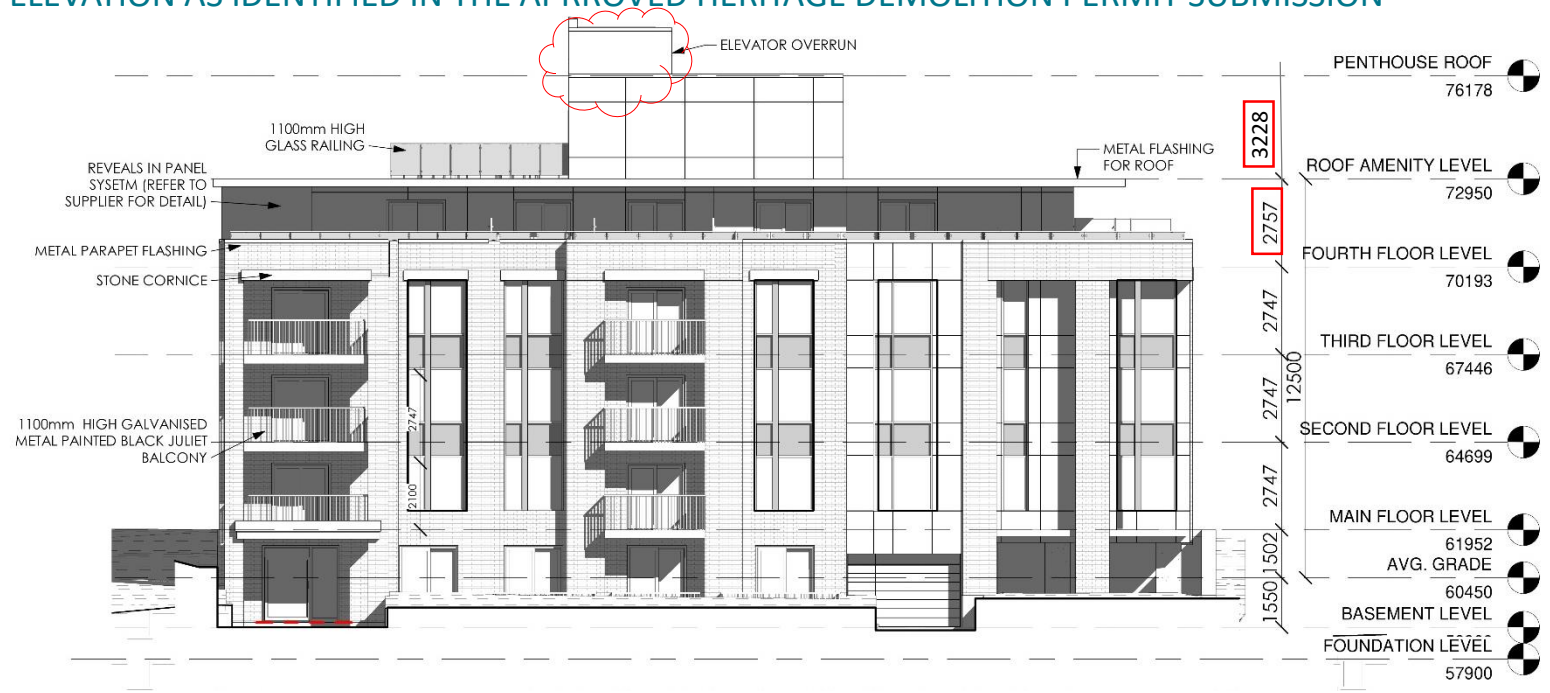 ELEVATION AS IDENTIFIED IN THE APRROVED HERITAGE DEMOLITION PERMIT SUBMISSION
ELEVATOR OVERRUN
PENTHOUSE ROOF
76178
1100mm HIGH
GLASS RAILING
3228
METAL FLASHING
FOR ROOF
REVEALS IN PANEL
SYSETM (REFER TO
SUPPLIER FOR DETAIL)
ROOF AMENITY LEVEL
72950
2757
METAL PARAPET FLASHING
STONE CORNICE
FOURTH FLOOR LEVEL
70193
2747
THIRD FLOOR LEVEL
67446
12500
2747
2747
1100mm HIGH GALVANISED
METAL PAINTED BLACK JULIET
BALCONY
SECOND FLOOR LEVEL
64699
2100
2747
MAIN FLOOR LEVEL
61952
1502
AVG. GRADE
60450
1550
BASEMENT LEVEL
FOUNDATION LEVEL
57900